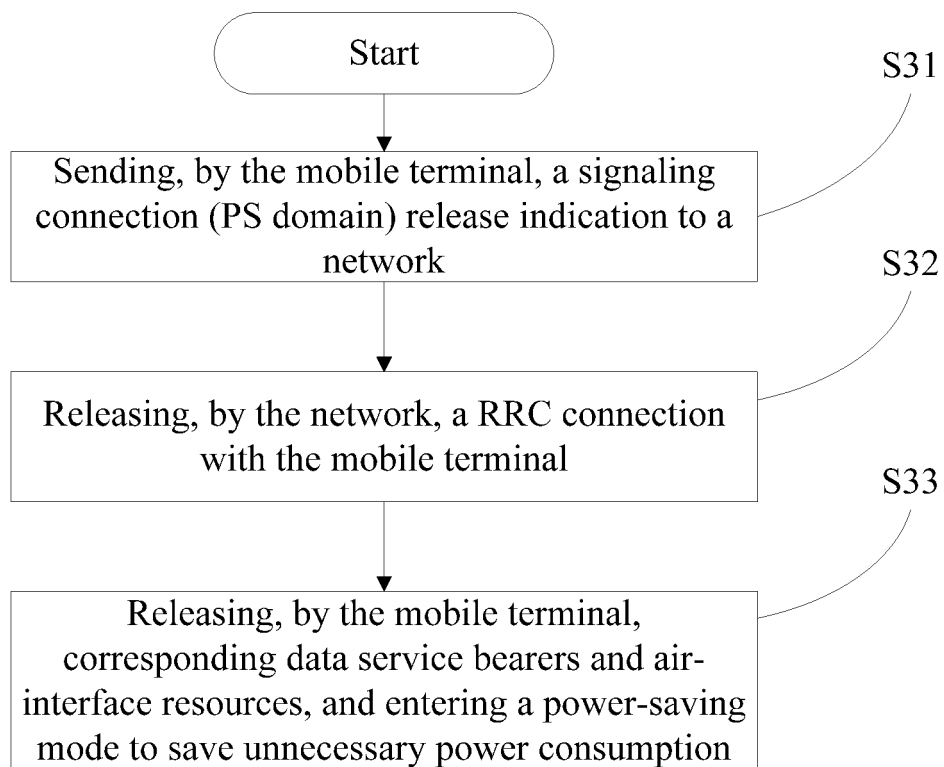 Start
S31
Sending, by the mobile terminal, a signaling
connection (PS domain) release indication to a
network
S32
Releasing, by the network, a RRC connection
with the mobile terminal
S33
Releasing, by the mobile terminal,
corresponding data service bearers and air-
interface resources, and entering a power-saving
mode to save unnecessary power consumption